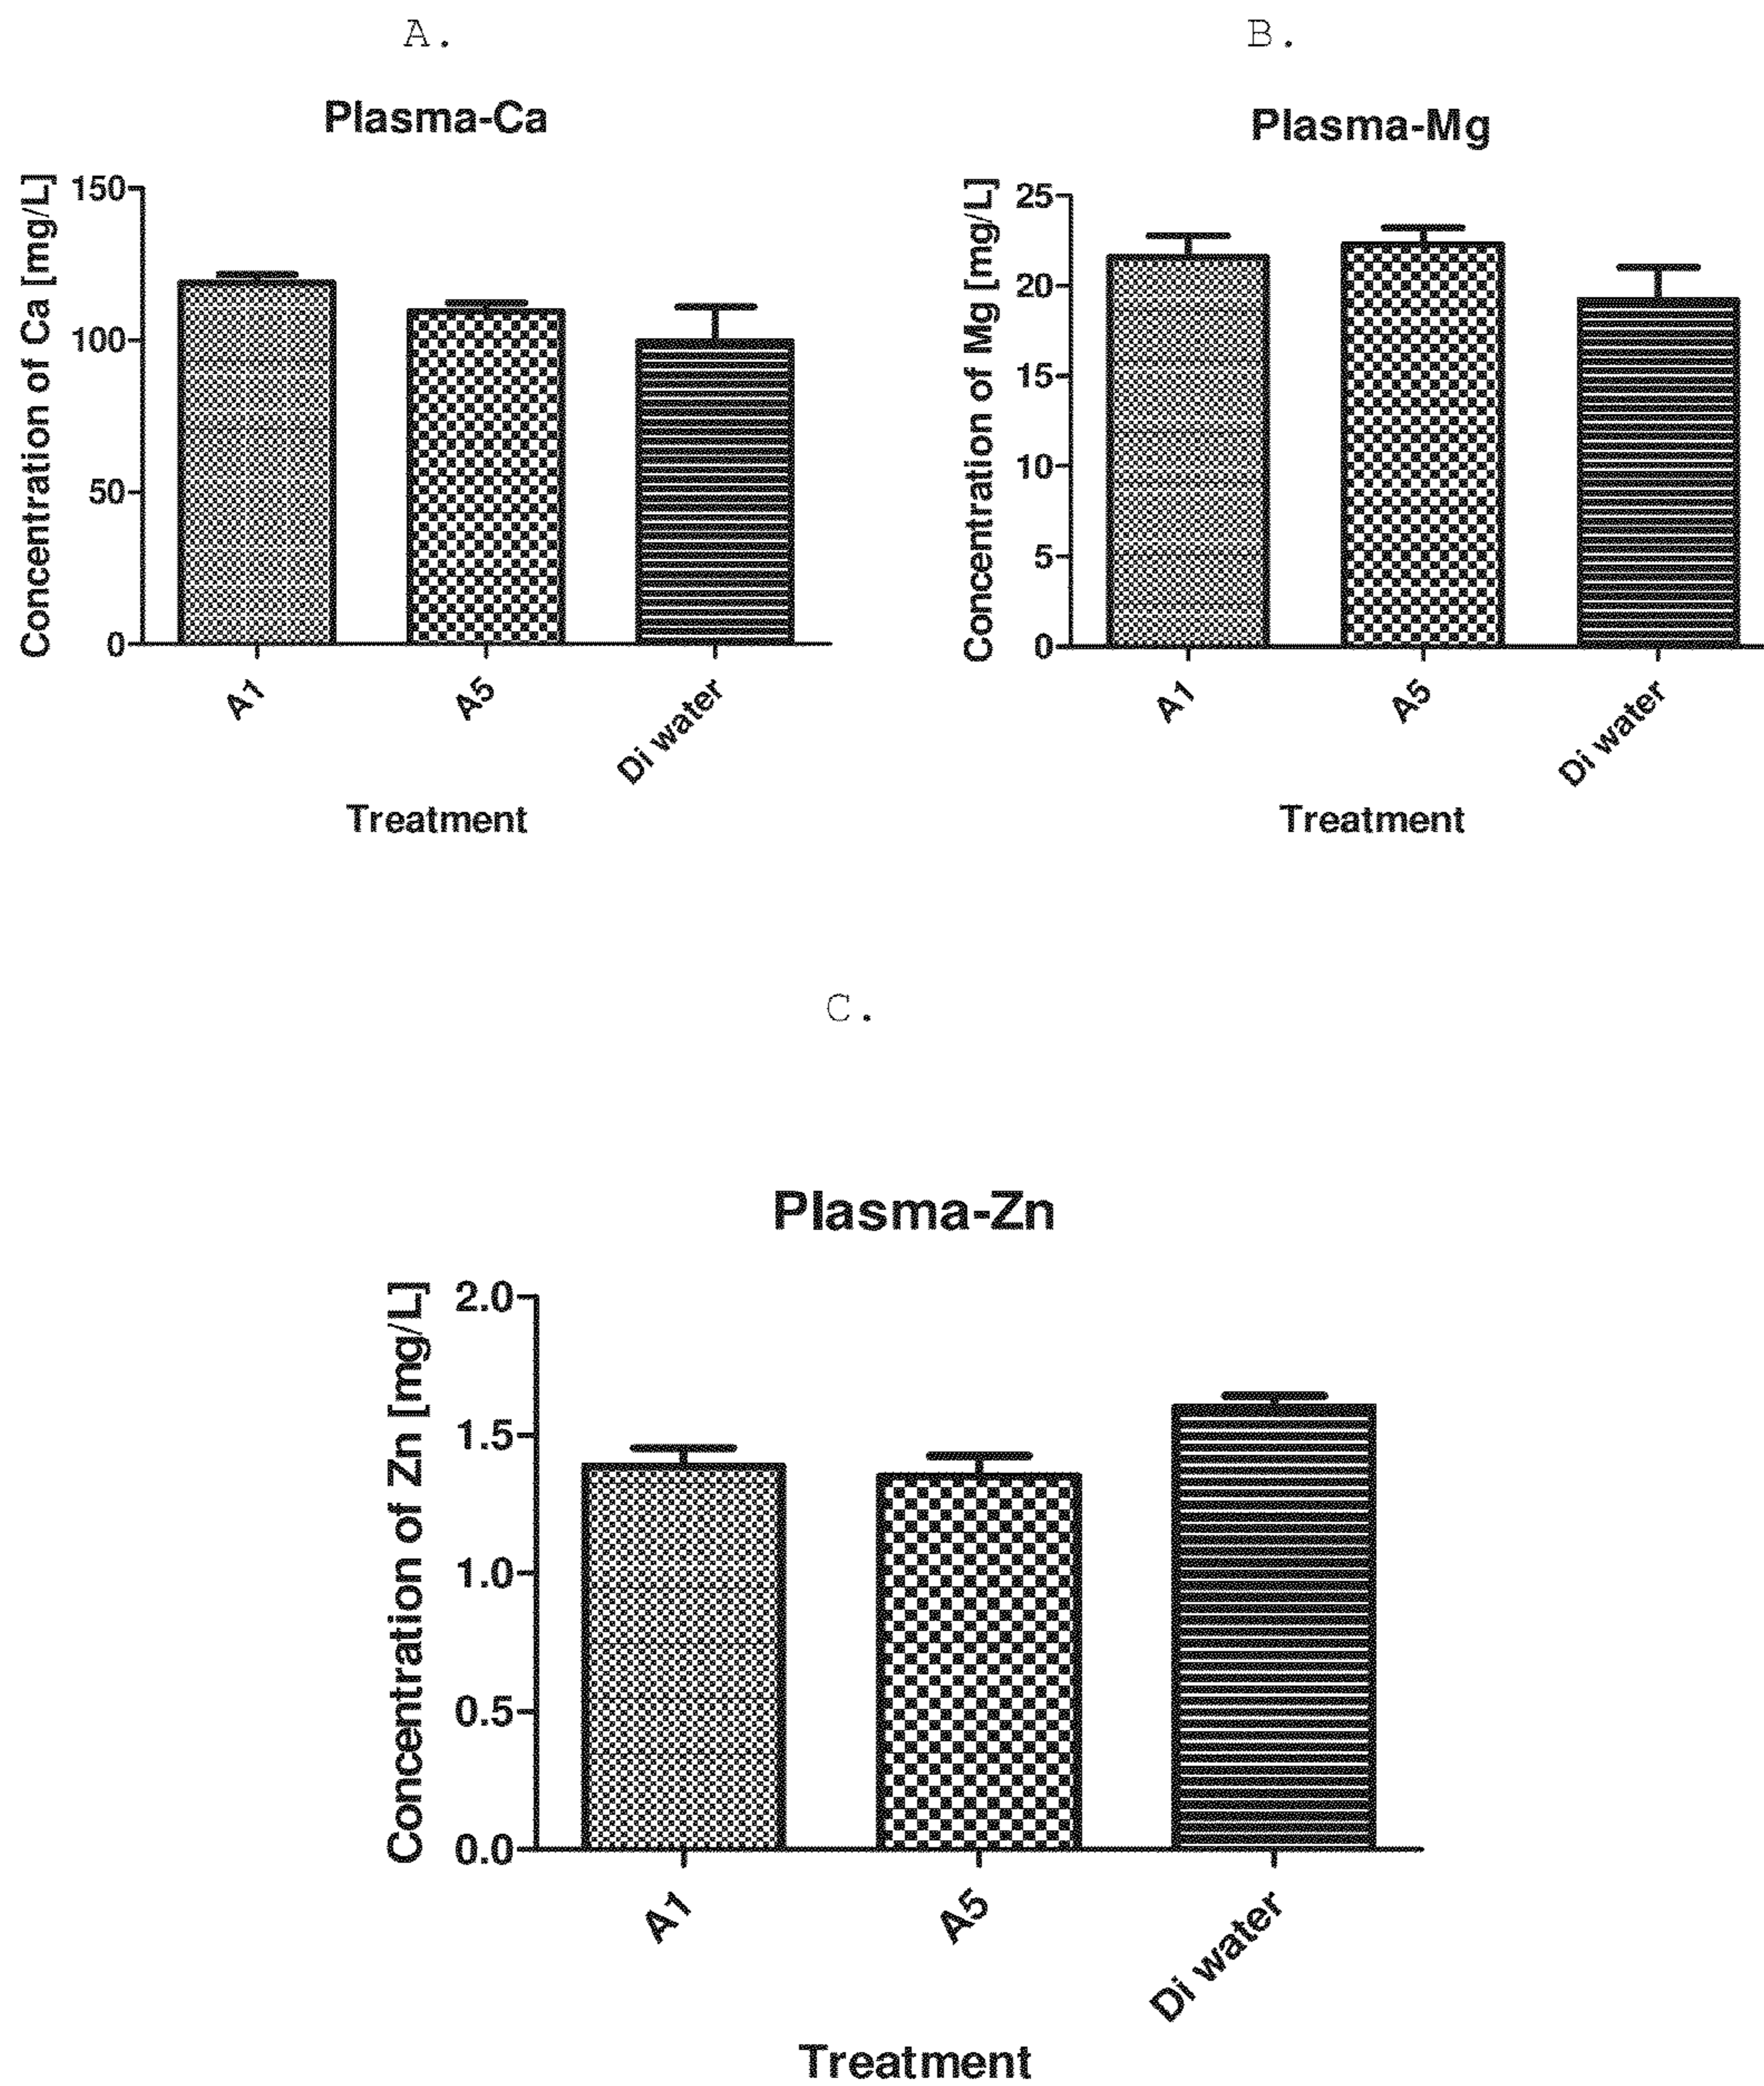 A.
Plasma-Ca
Concentration of Ca [mg/L]
150
100
50
0
A1
A5
Di water
Treatment
B.
Plasma-Mg
Concentration of Mg [mg/L]
25
20
15
10
5
0
A1
A5
Di water
Treatment
C.
Plasma-Zn
Concentration of Zn [mg/L]
2.0
1.5
1.0
0.5
0.0
A1
A5
Di water
Treatment